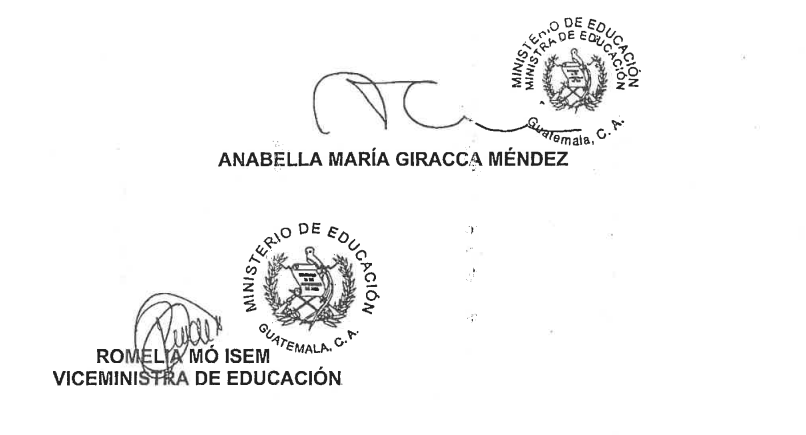 MINISTERIO DE EDUCACIÓN
MINISTRA DE EDUCACIÓN
Guatemala, C. A.
ANABELLA MARÍA GIRACCA MÉNDEZ
MINISTERIO DE EDUCACIÓN
GUATEMALA, C. A.
ROMELIA MÓ ISEM
VICEMINISTRA DE EDUCACIÓN